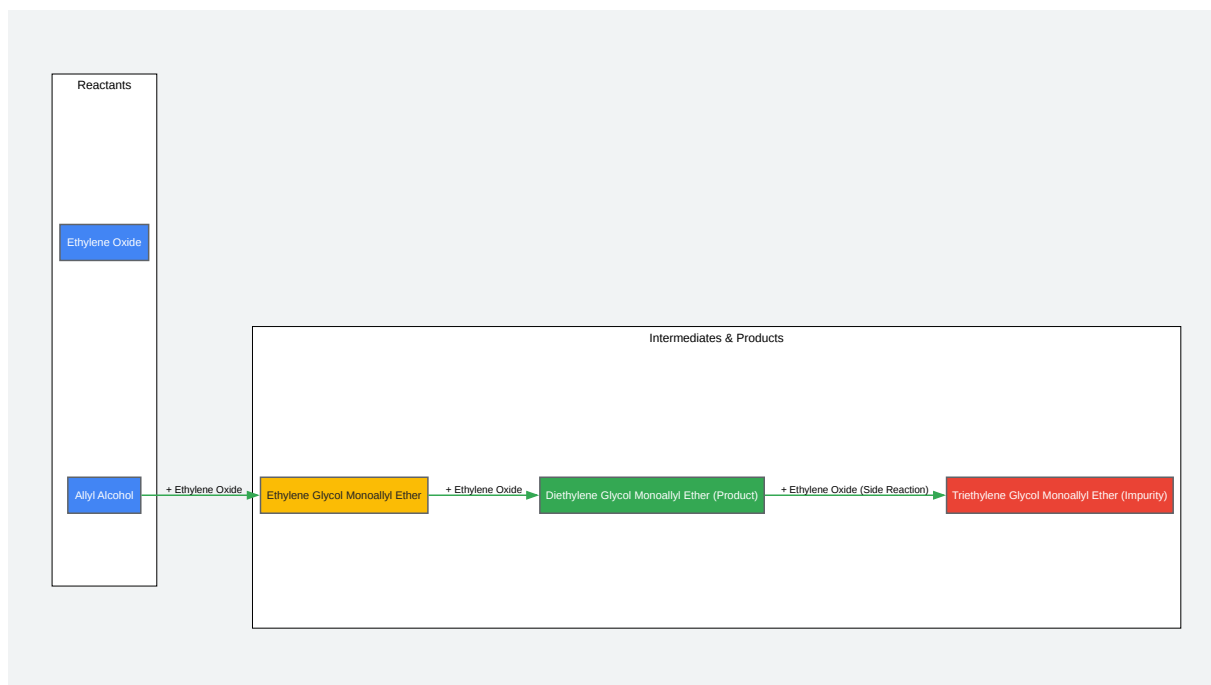 Reactants
Ethylene Oxide
Intermediates & Products
Allyl Alcohol
+ Ethylene Oxide
Ethylene Glycol Monoallyl Ether
+ Ethylene Oxide
Diethylene Glycol Monoallyl Ether (Product)
+ Ethylene Oxide (Side Reaction)
Triethylene Glycol Monoallyl Ether (Impurity)